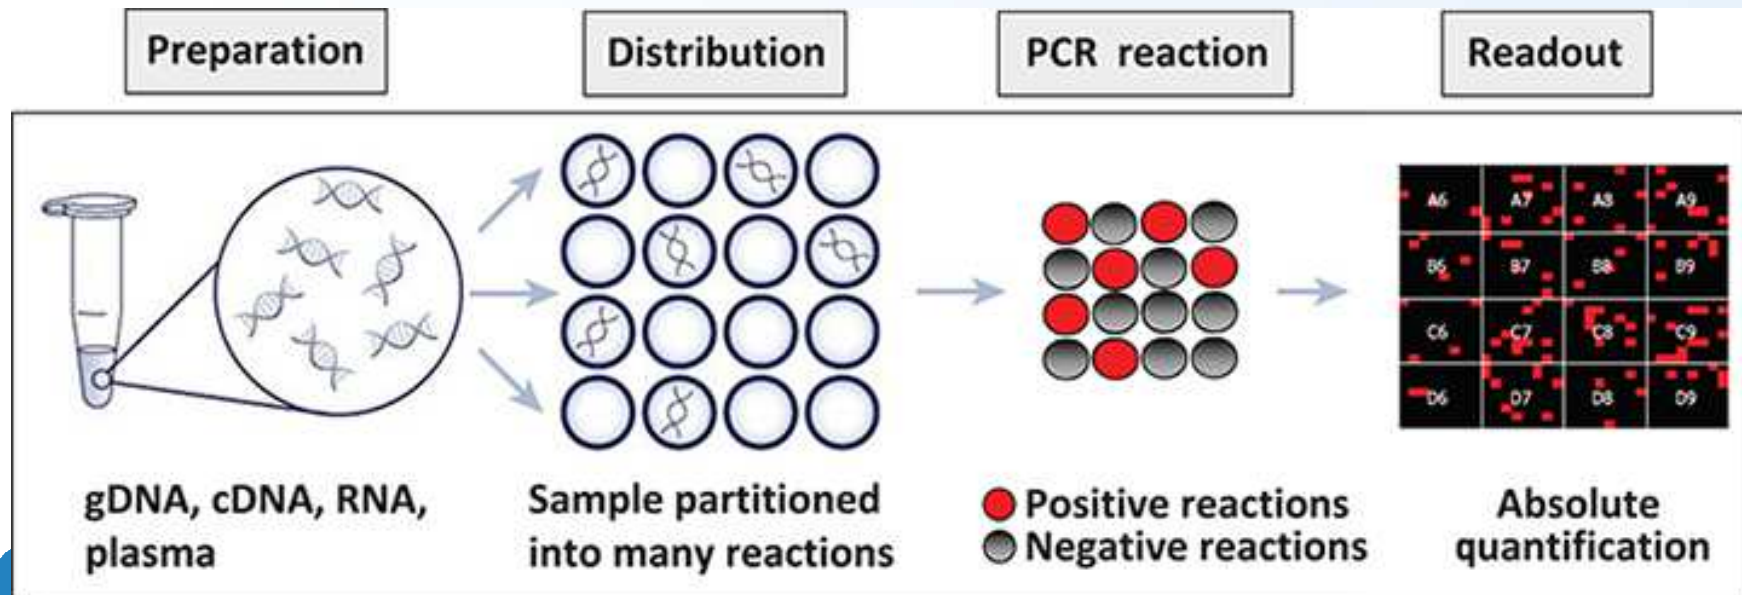 Preparation
Distribution
PCR reaction
Readout
gDNA, cDNA, RNA,
plasma
Sample partitioned
into many reactions
Positive reactions
Negative reactions
Absolute
quantification
A6 A7 A8 A9
B6 B7 B8 B9
C6 C7 C8 C9
D6 D7 D8 D9